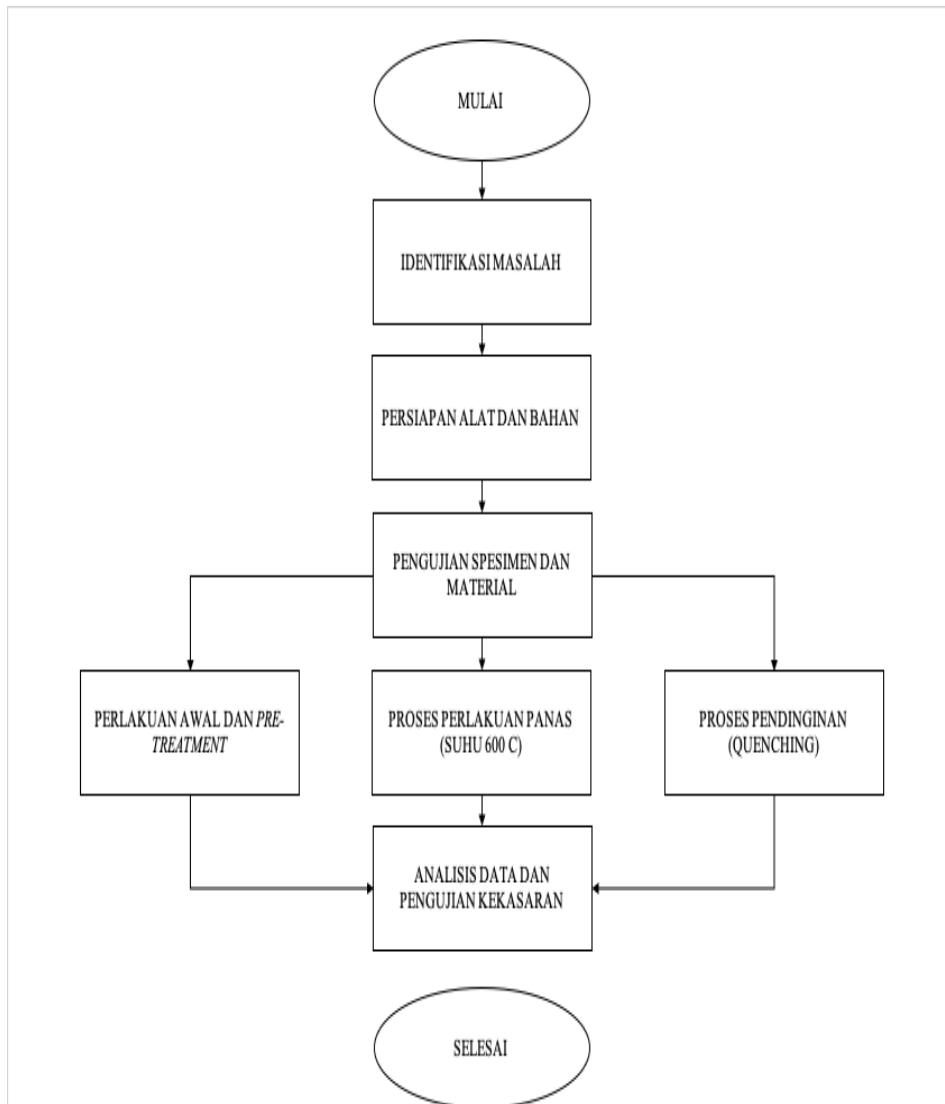 MULAI
IDENTIFIKASI MASALAH
PERSIAPAN ALAT DAN BAHAN
PENGUJIAN SPESIMEN DAN
MATERIAL
PERLAKUAN AWAL DAN PRE-
TREATMENT
PROSES PERLAKUAN PANAS
(SUHU 600 C)
PROSES PENDINGINAN
(QUENCHING)
ANALISIS DATA DAN
PENGUJIAN KEKASARAN
SELESAI